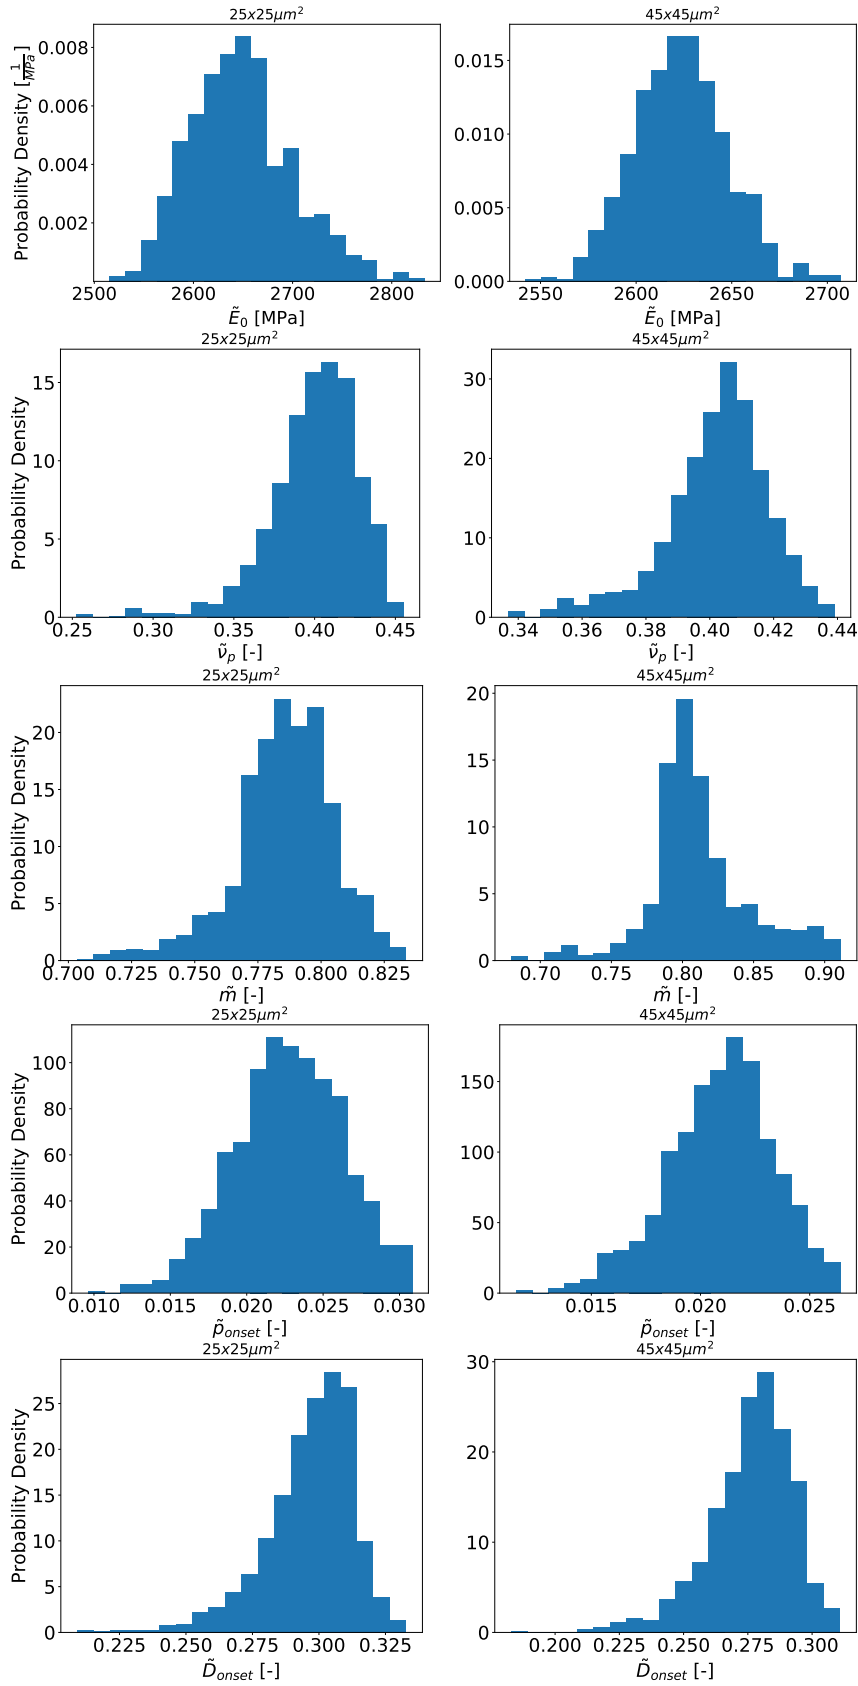 25x25μm² 45x45μm²
Probability Density [1/MPa]
0.008
0.006
0.004
0.002
2500 2600 2700 2800
Ẽ₀ [MPa]
0.015
0.010
0.005
0.000
2550 2600 2650 2700
Ẽ₀ [MPa]
25x25μm² 45x45μm²
Probability Density
15
10
5
0
0.25 0.30 0.35 0.40 0.45
ν̃ₚ [-]
30
20
10
0
0.34 0.36 0.38 0.40 0.42 0.44
ν̃ₚ [-]
25x25μm² 45x45μm²
Probability Density
20
15
10
5
0
0.700 0.725 0.750 0.775 0.800 0.825
m̃ [-]
20
15
10
5
0
0.70 0.75 0.80 0.85 0.90
m̃ [-]
25x25μm² 45x45μm²
Probability Density
100
80
60
40
20
0
0.010 0.015 0.020 0.025 0.030
p̃onset [-]
150
100
50
0
0.015 0.020 0.025
p̃onset [-]
25x25μm² 45x45μm²
Probability Density
25
20
15
10
5
0
0.225 0.250 0.275 0.300 0.325
D̃onset [-]
30
20
10
0
0.200 0.225 0.250 0.275 0.300
D̃onset [-]